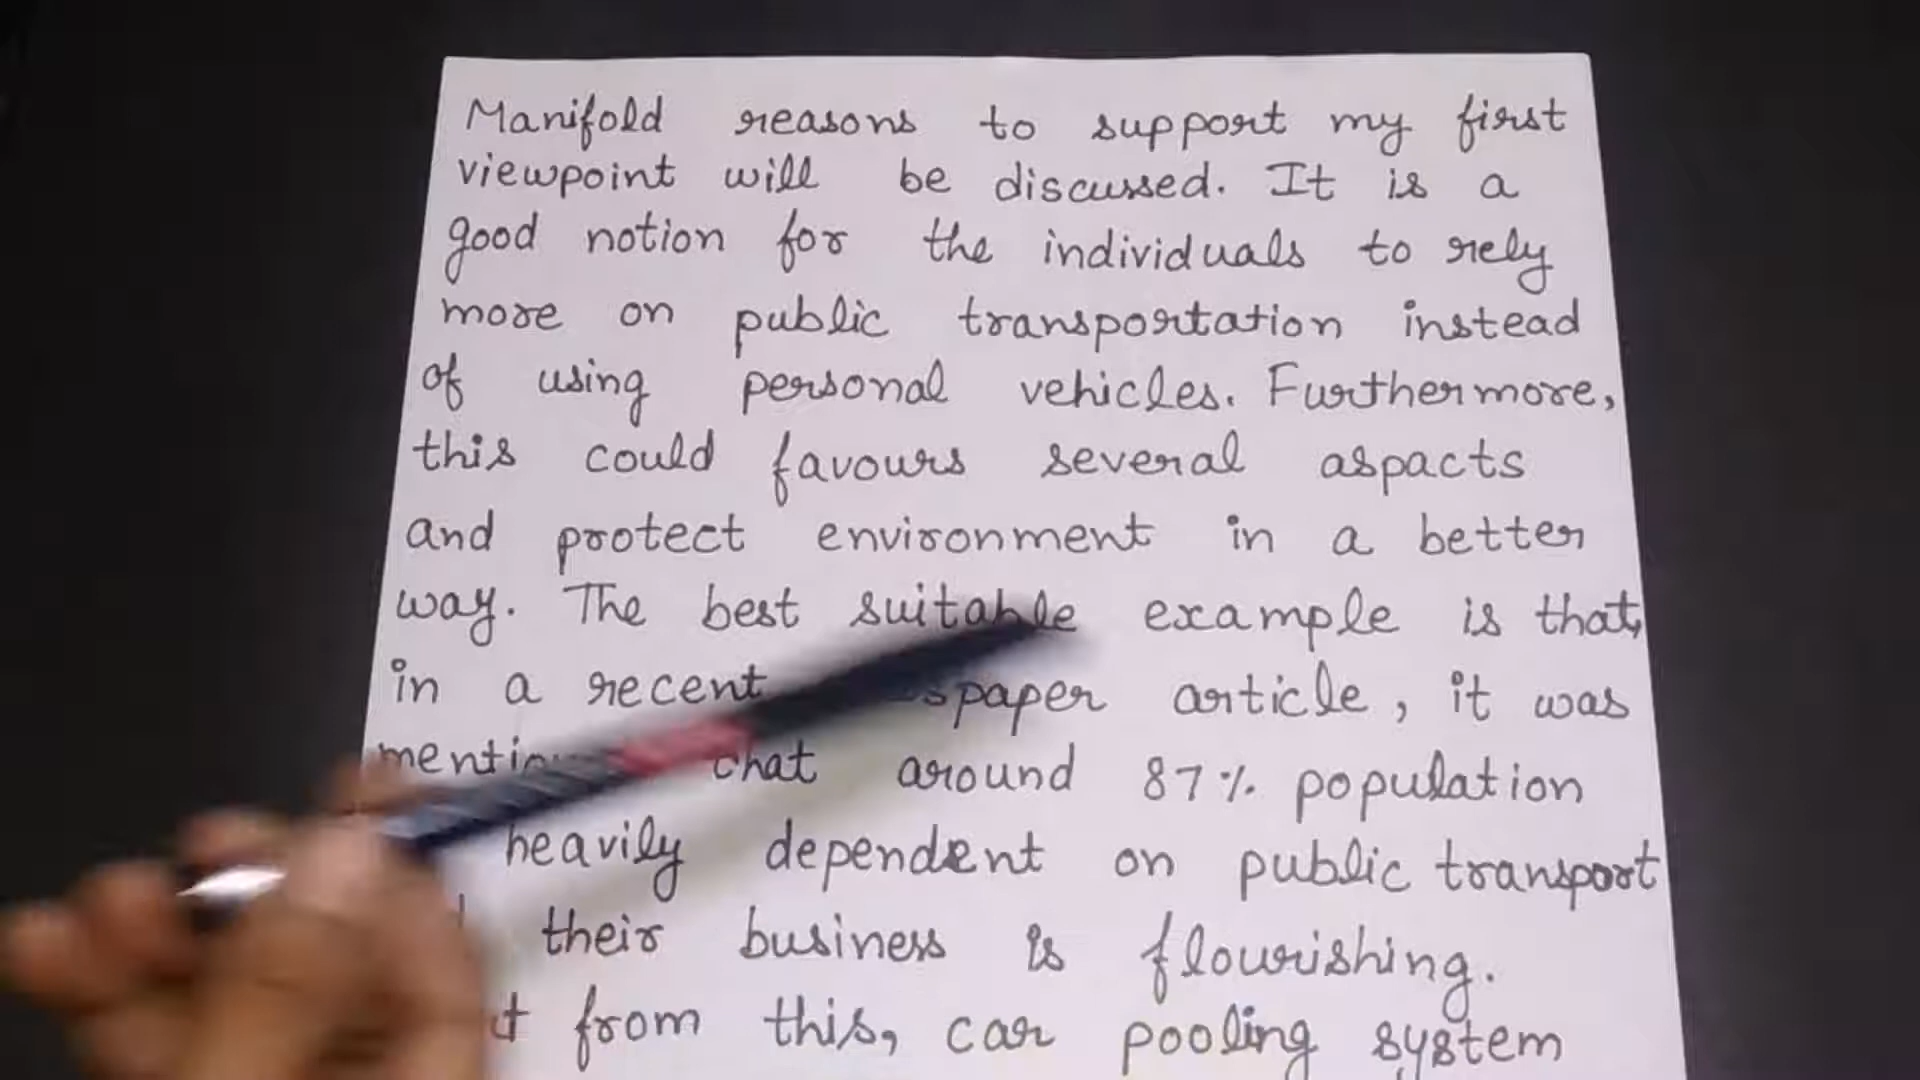 Manifold reasons to support my first
viewpoint will be discussed. It is a
good notion for the individuals to rely
more on public transportation instead
of using personal vehicles. Furthermore,
this could favours several aspacts
and protect environment in a better
way. The best suitable example is that,
in a recent article, it was
that around 87% population
heavily dependent on public transport
their business is flourishing.
from this, car pooling system